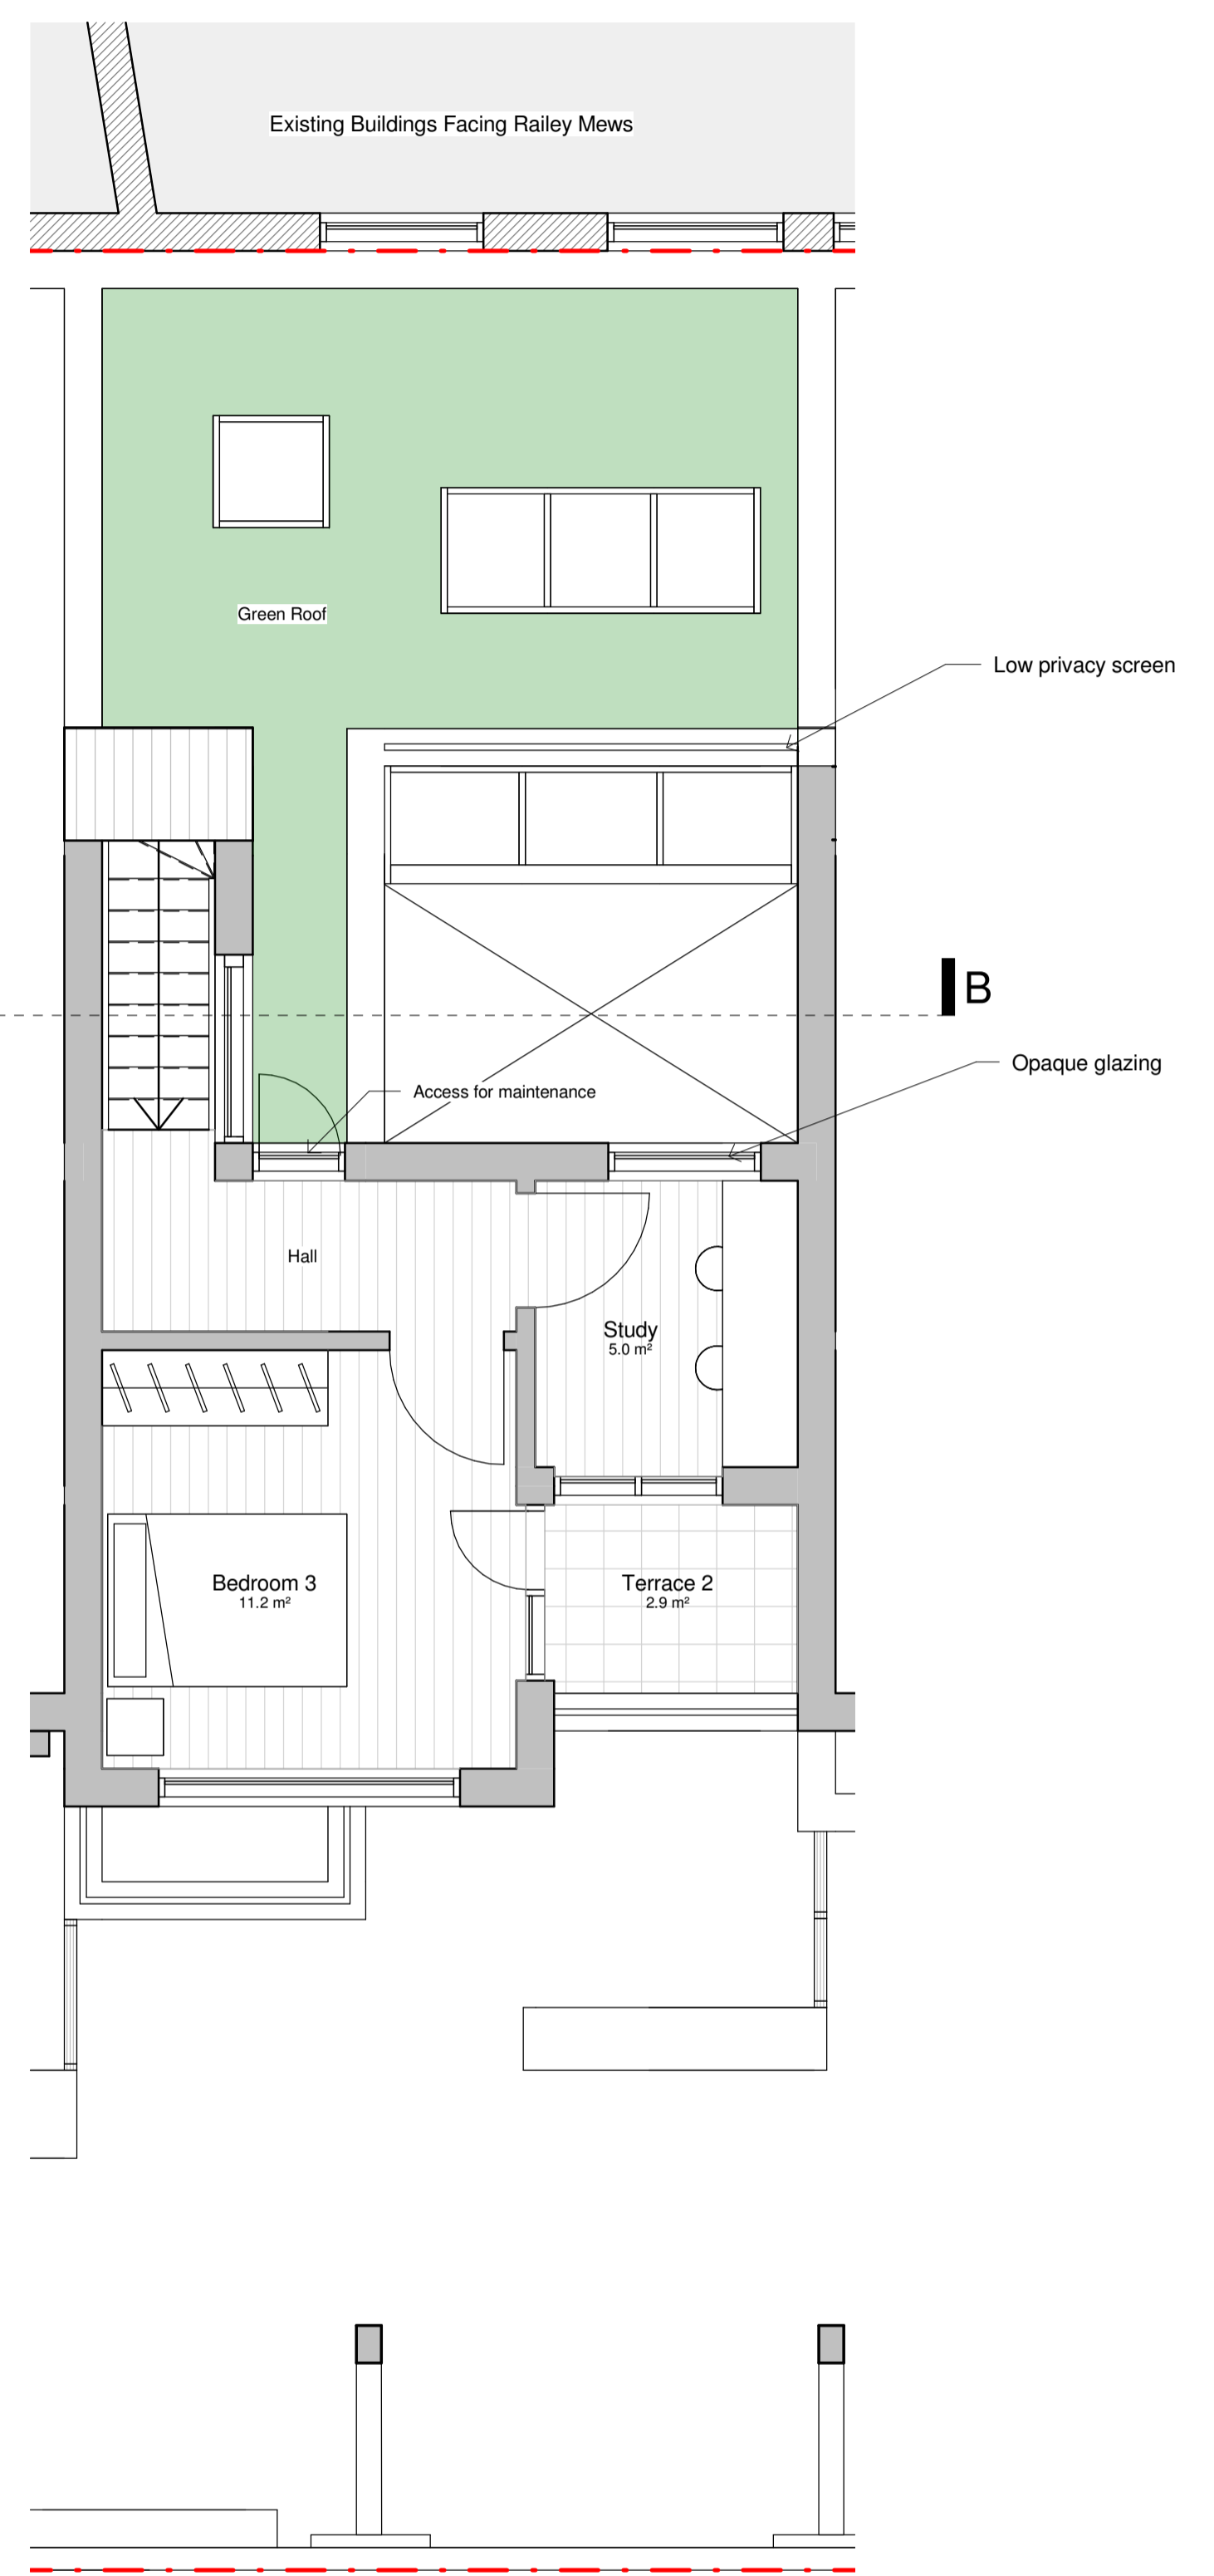 Existing Buildings Facing Railey Mews
Green Roof
Low privacy screen
B
Opaque glazing
Access for maintenance
Hall
Study
5.0 m²
Bedroom 3
11.2 m²
Terrace 2
2.9 m²